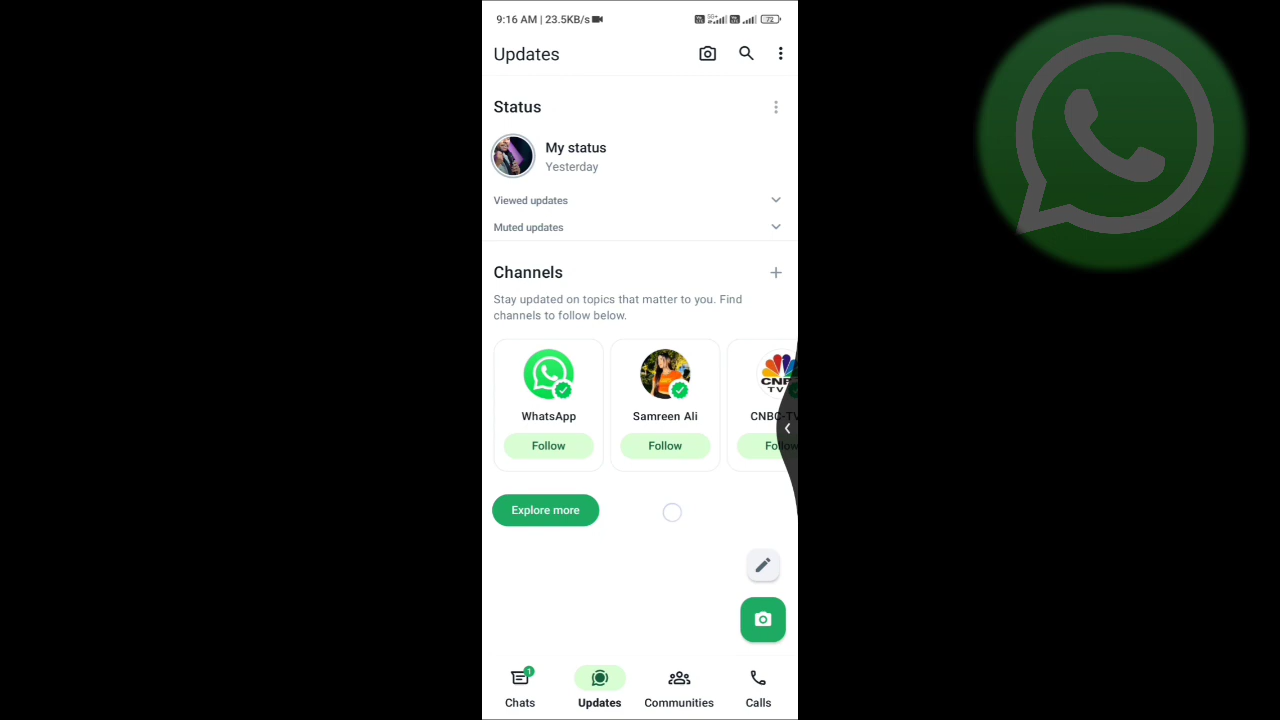 9:16 AM | 23.5KB/s
72
Updates
Status
My status
Yesterday
Viewed updates
Muted updates
Channels
Stay updated on topics that matter to you. Find
channels to follow below.
WhatsApp
Samreen Ali
Follow
Follow
Explore more
1
Chats
Updates
Communities
Calls